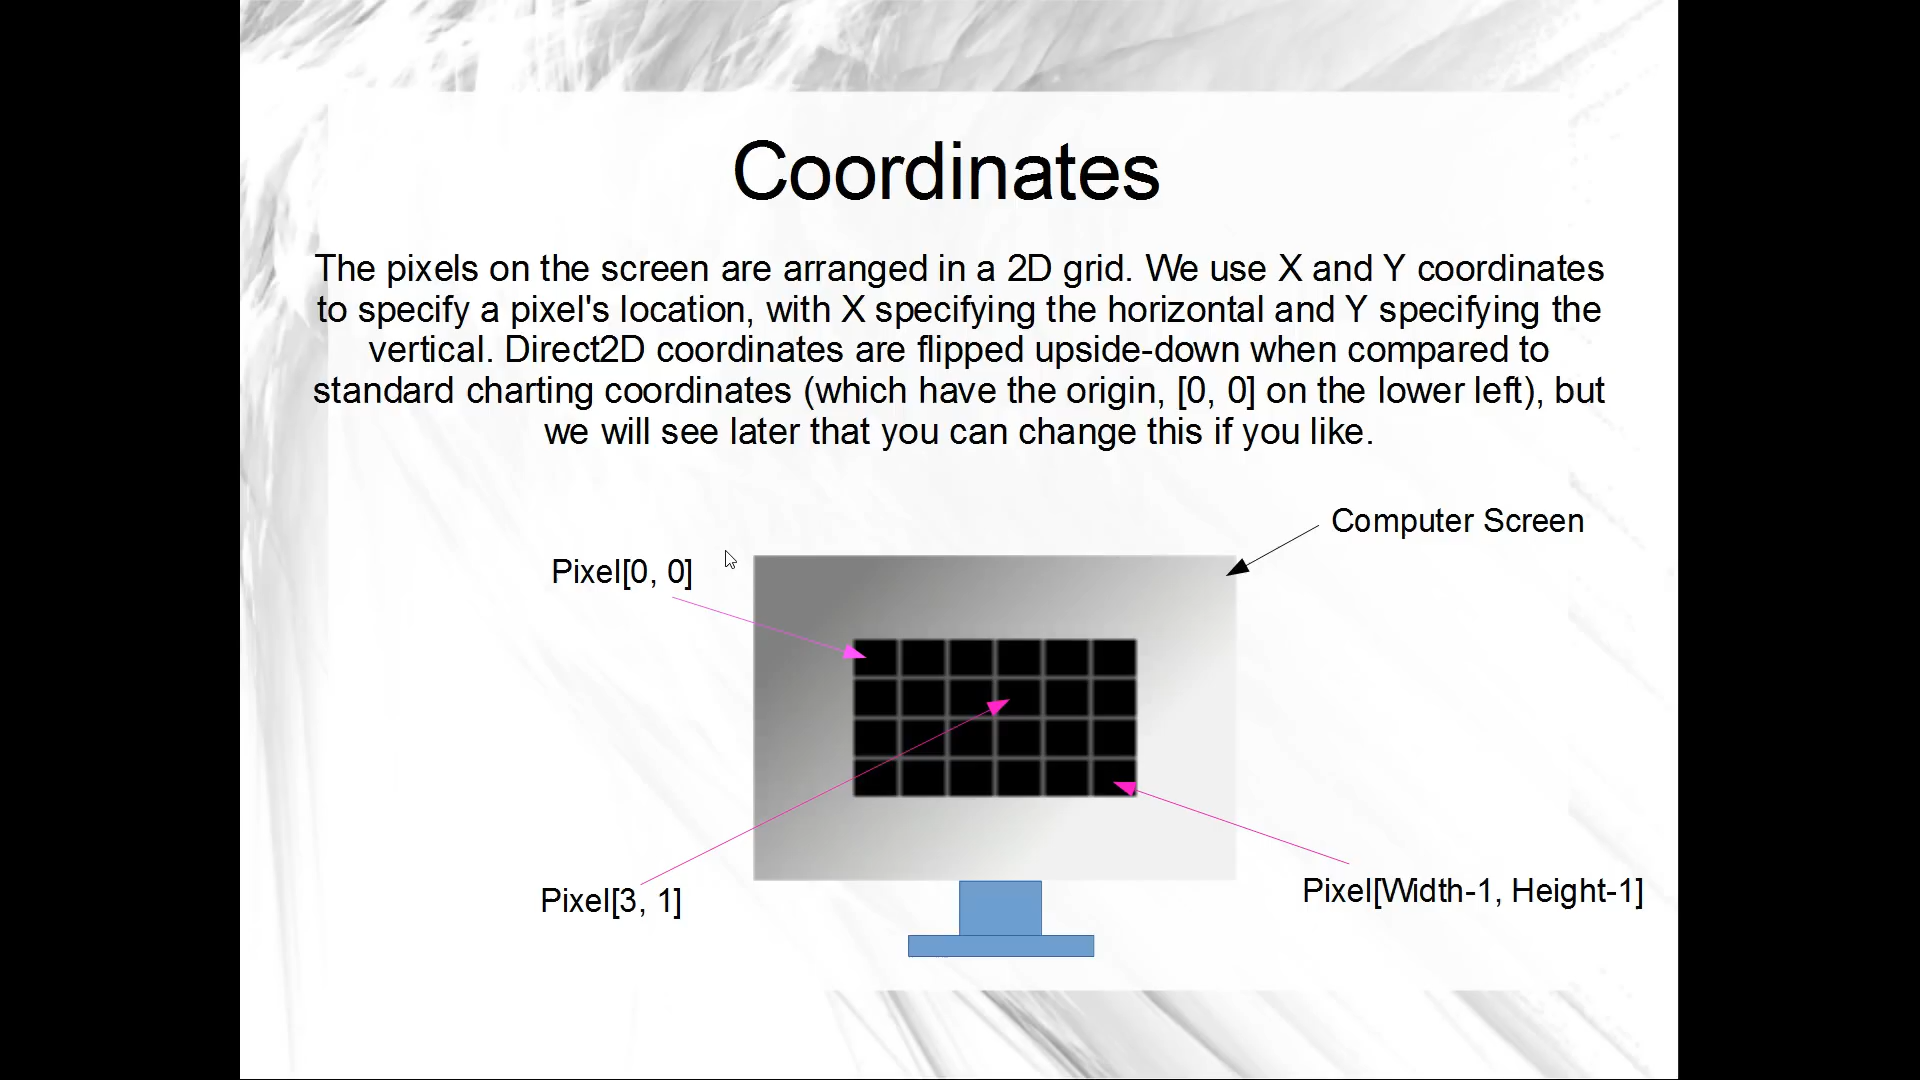 Coordinates
The pixels on the screen are arranged in a 2D grid. We use X and Y coordinates
to specify a pixel's location, with X specifying the horizontal and Y specifying the
vertical. Direct2D coordinates are flipped upside-down when compared to
standard charting coordinates (which have the origin, [0, 0] on the lower left), but
we will see later that you can change this if you like.
Computer Screen
Pixel[0, 0]
Pixel[3, 1]
Pixel[Width-1, Height-1]